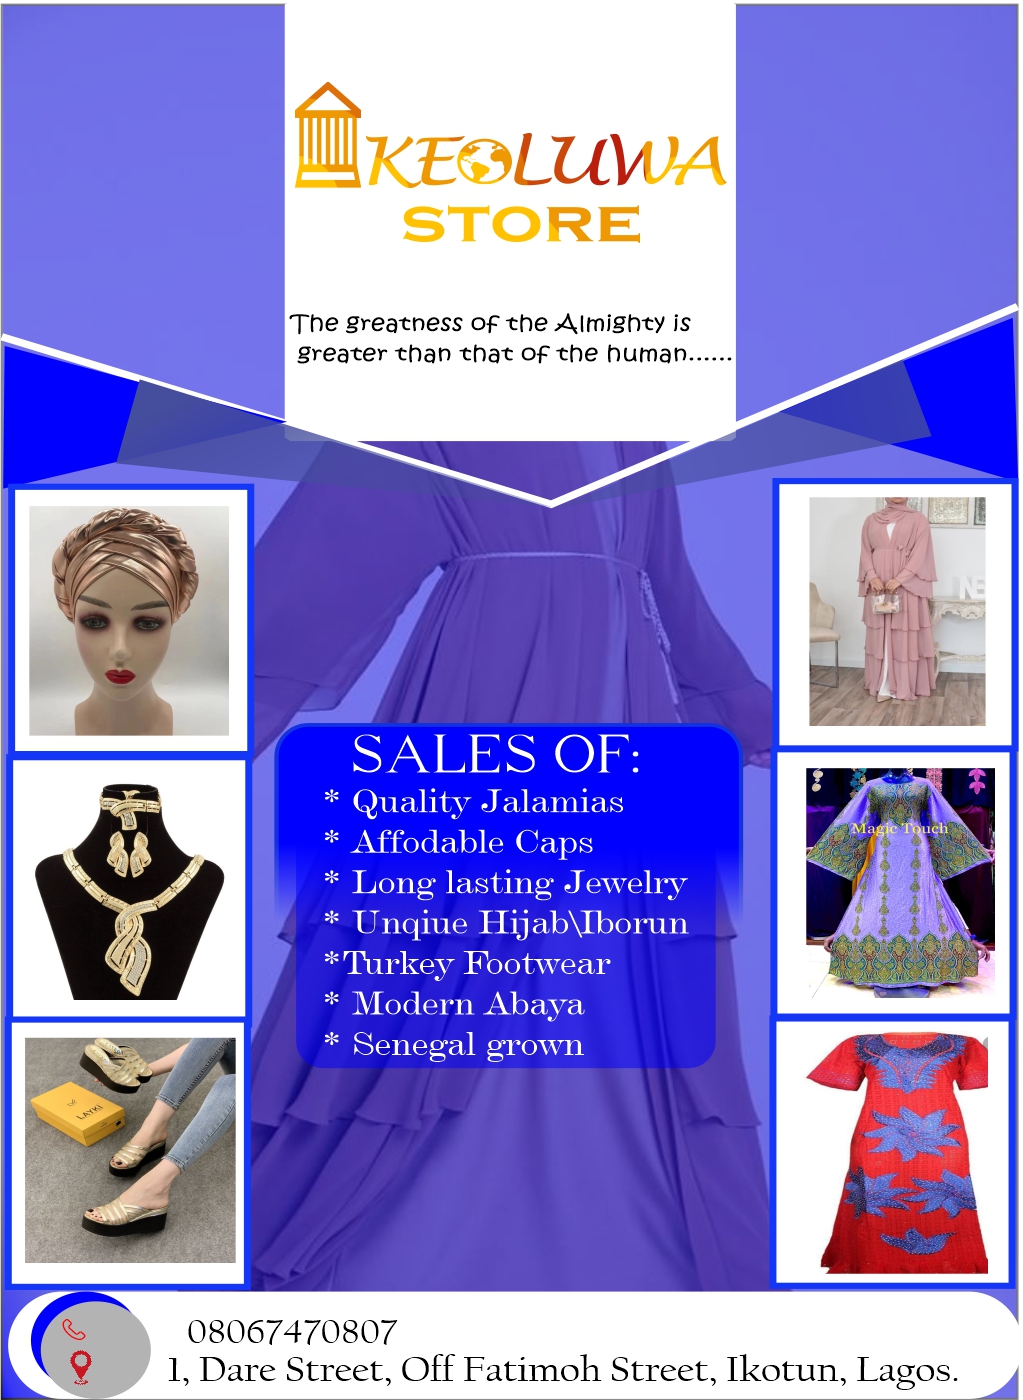 KEOLUWA
STORE
The greatness of the Almighty is
greater than that of the human......
SALES OF:
* Quality Jalamias
* Affodable Caps
* Long lasting Jewelry
* Unqiue Hijab\Iborun
*Turkey Footwear
* Modern Abaya
* Senegal grown
LAYKI
NE
Magic Touch
08067470807
1, Dare Street, Off Fatimoh Street, Ikotun, Lagos.